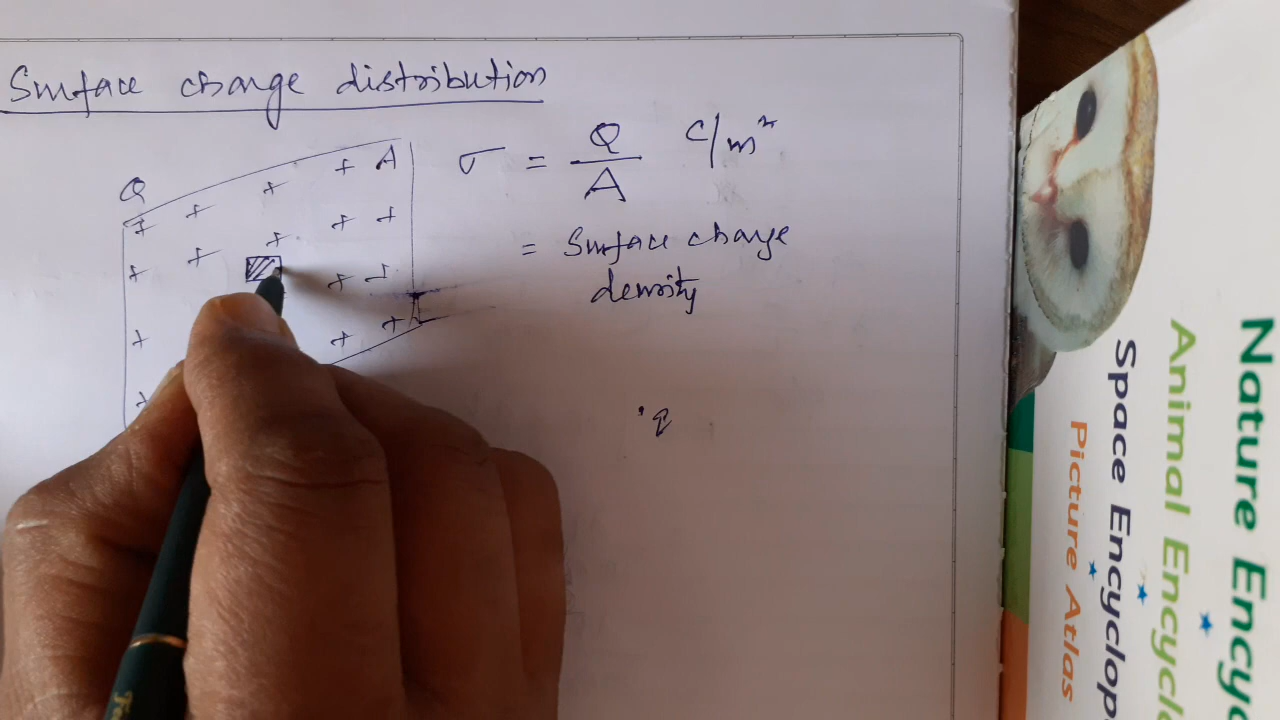 Surface charge distribution
Q
A
σ = Q/A C/m²
= Surface charge
density
q
Nature Encyc
Animal Encycl
Space Encyclop
Picture Atlas